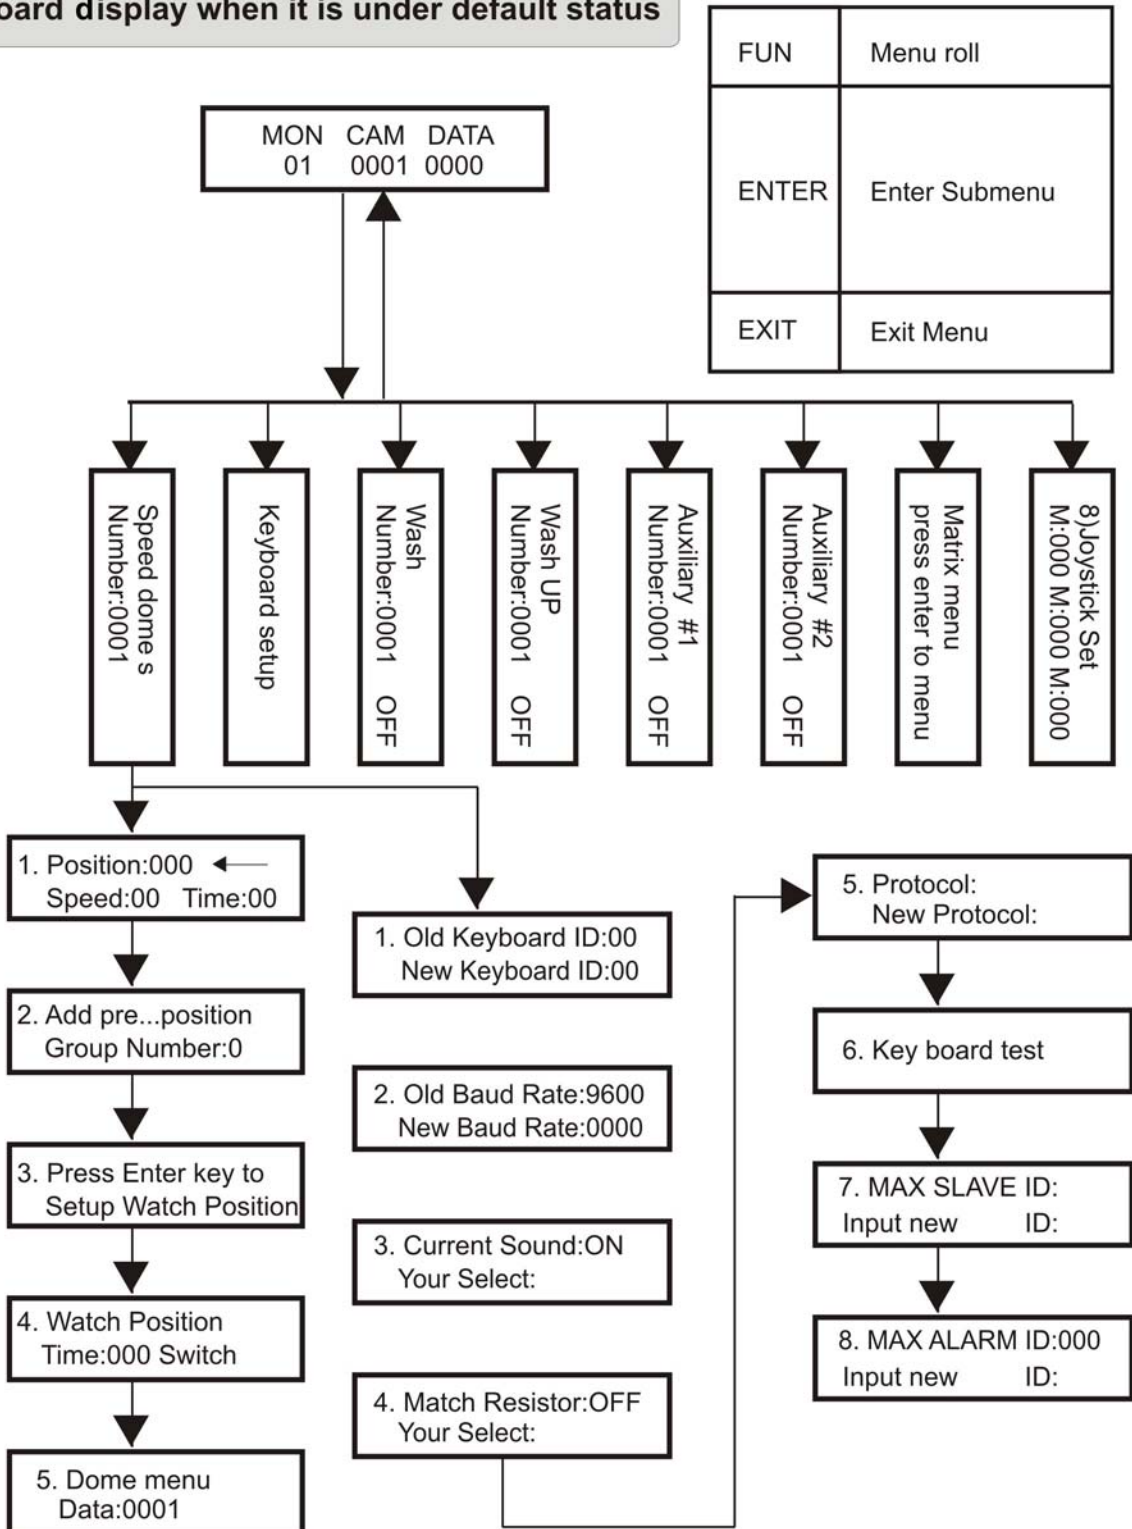 oard display when it is under default status
FUN Menu roll
ENTER Enter Submenu
EXIT Exit Menu
MON CAM DATA
01 0001 0000
Speed dome s
Number:0001
Keyboard setup
Wash
Number:0001 OFF
Wash UP
Number:0001 OFF
Auxiliary #1
Number:0001 OFF
Auxiliary #2
Number:0001 OFF
Matrix menu
press enter to menu
8)Joystick Set
M:000 M:000 M:000
1. Position:000
Speed:00 Time:00
2. Add pre...position
Group Number:0
3. Press Enter key to
Setup Watch Position
4. Watch Position
Time:000 Switch
5. Dome menu
Data:0001
1. Old Keyboard ID:00
New Keyboard ID:00
2. Old Baud Rate:9600
New Baud Rate:0000
3. Current Sound:ON
Your Select:
4. Match Resistor:OFF
Your Select:
5. Protocol:
New Protocol:
6. Key board test
7. MAX SLAVE ID:
Input new ID:
8. MAX ALARM ID:000
Input new ID: